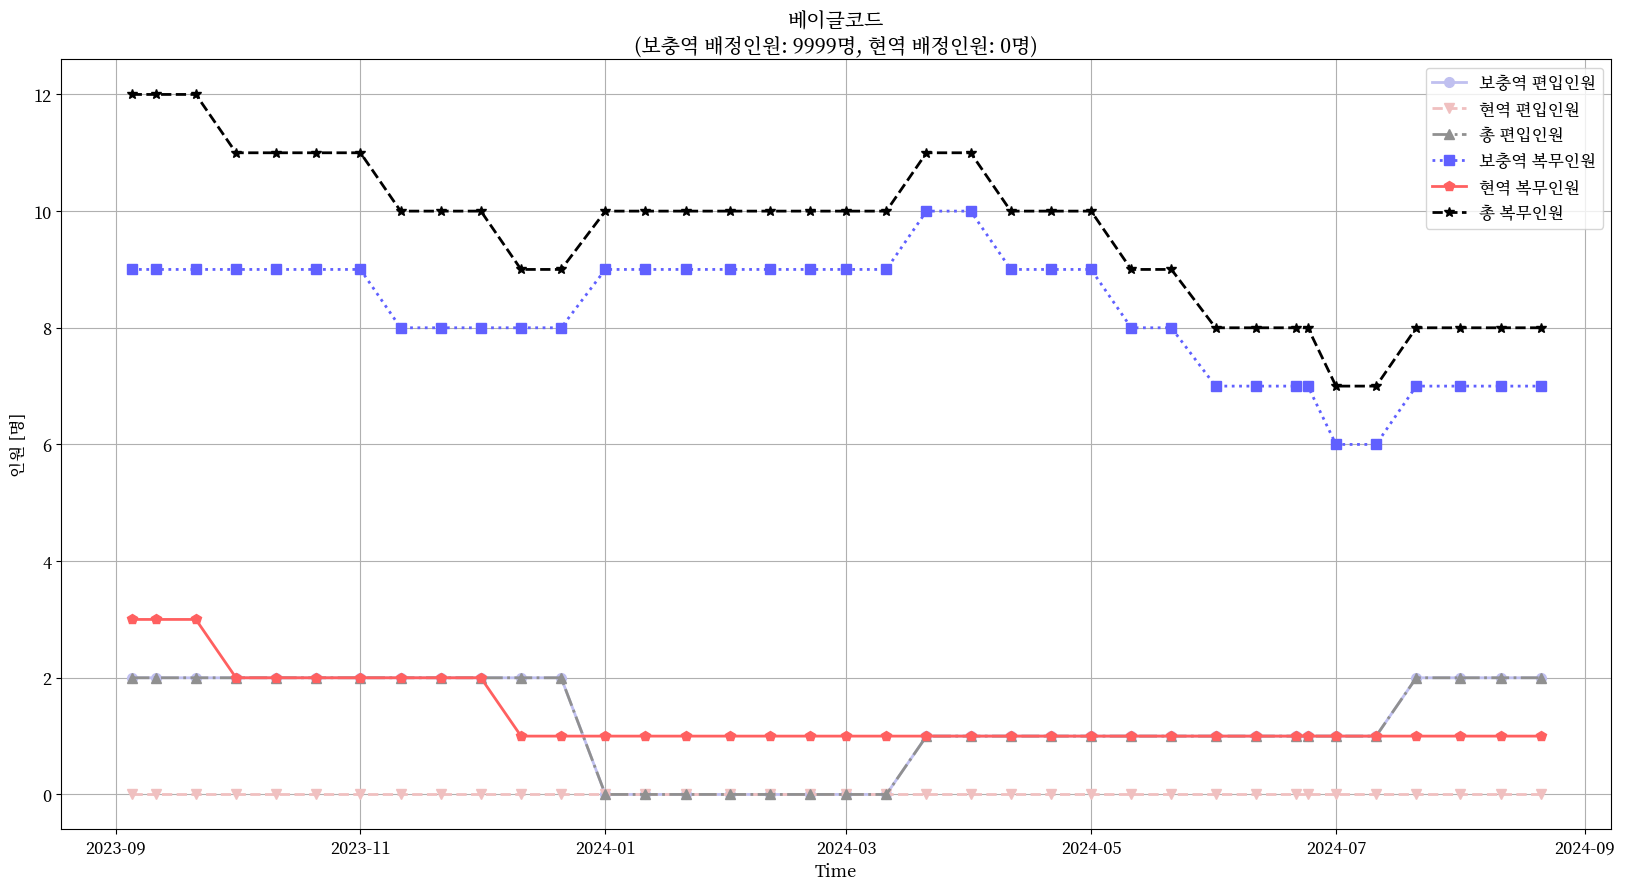 베이글코드
(보충역 배정인원: 9999명, 현역 배정인원: 0명)
보충역 편입인원
현역 편입인원
총 편입인원
보충역 복무인원
현역 복무인원
총 복무인원
인원 [명]
12
10
8
6
4
2
0
2023-09
2023-11
2024-01
2024-03
2024-05
2024-07
2024-09
Time